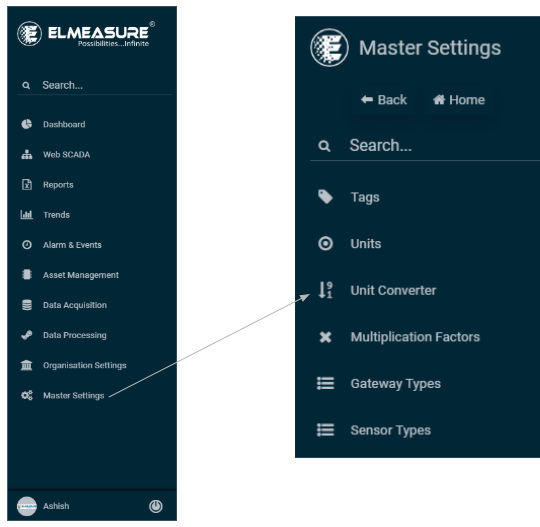 ELMEASURE®
Possibilities...Infinite
Search...
Dashboard
Web SCADA
Reports
Trends
Alarm & Events
Asset Management
Data Acquisition
Data Processing
Organisation Settings
Master Settings
Ashish
Master Settings
Back Home
Search...
Tags
Units
Unit Converter
Multiplication Factors
Gateway Types
Sensor Types